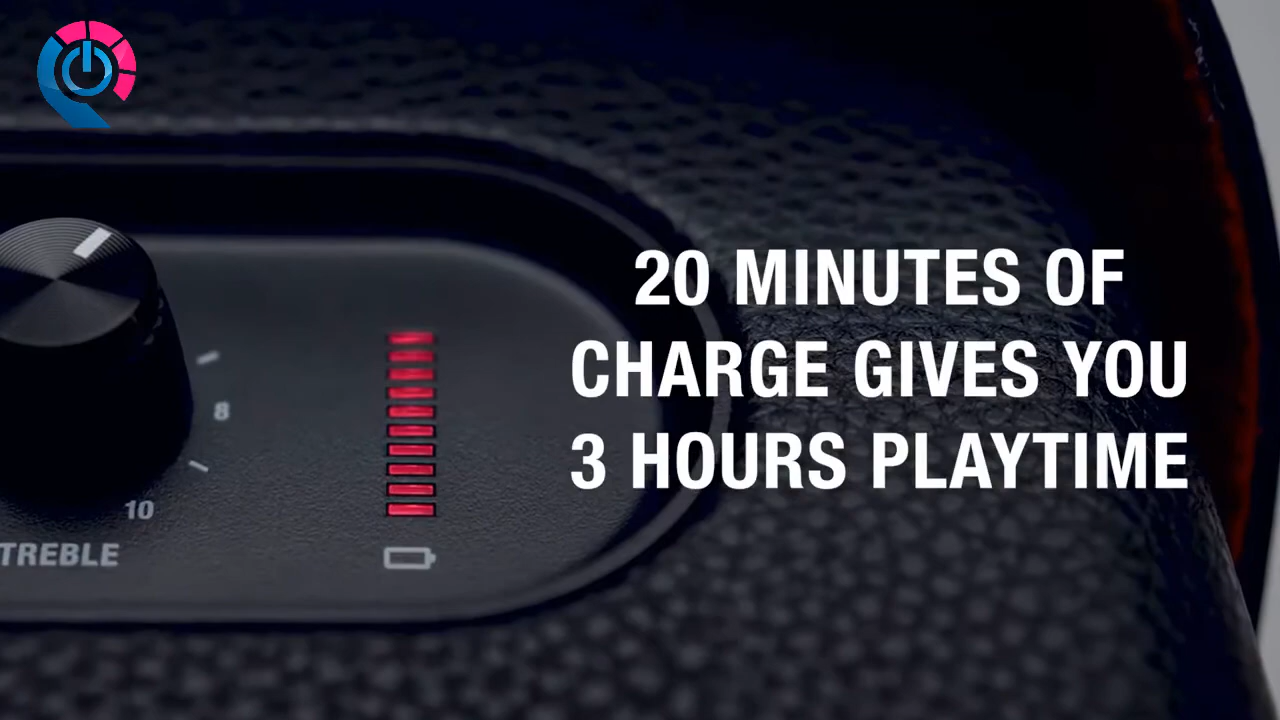 20 MINUTES OF
CHARGE GIVES YOU
3 HOURS PLAYTIME
8
10
TREBLE